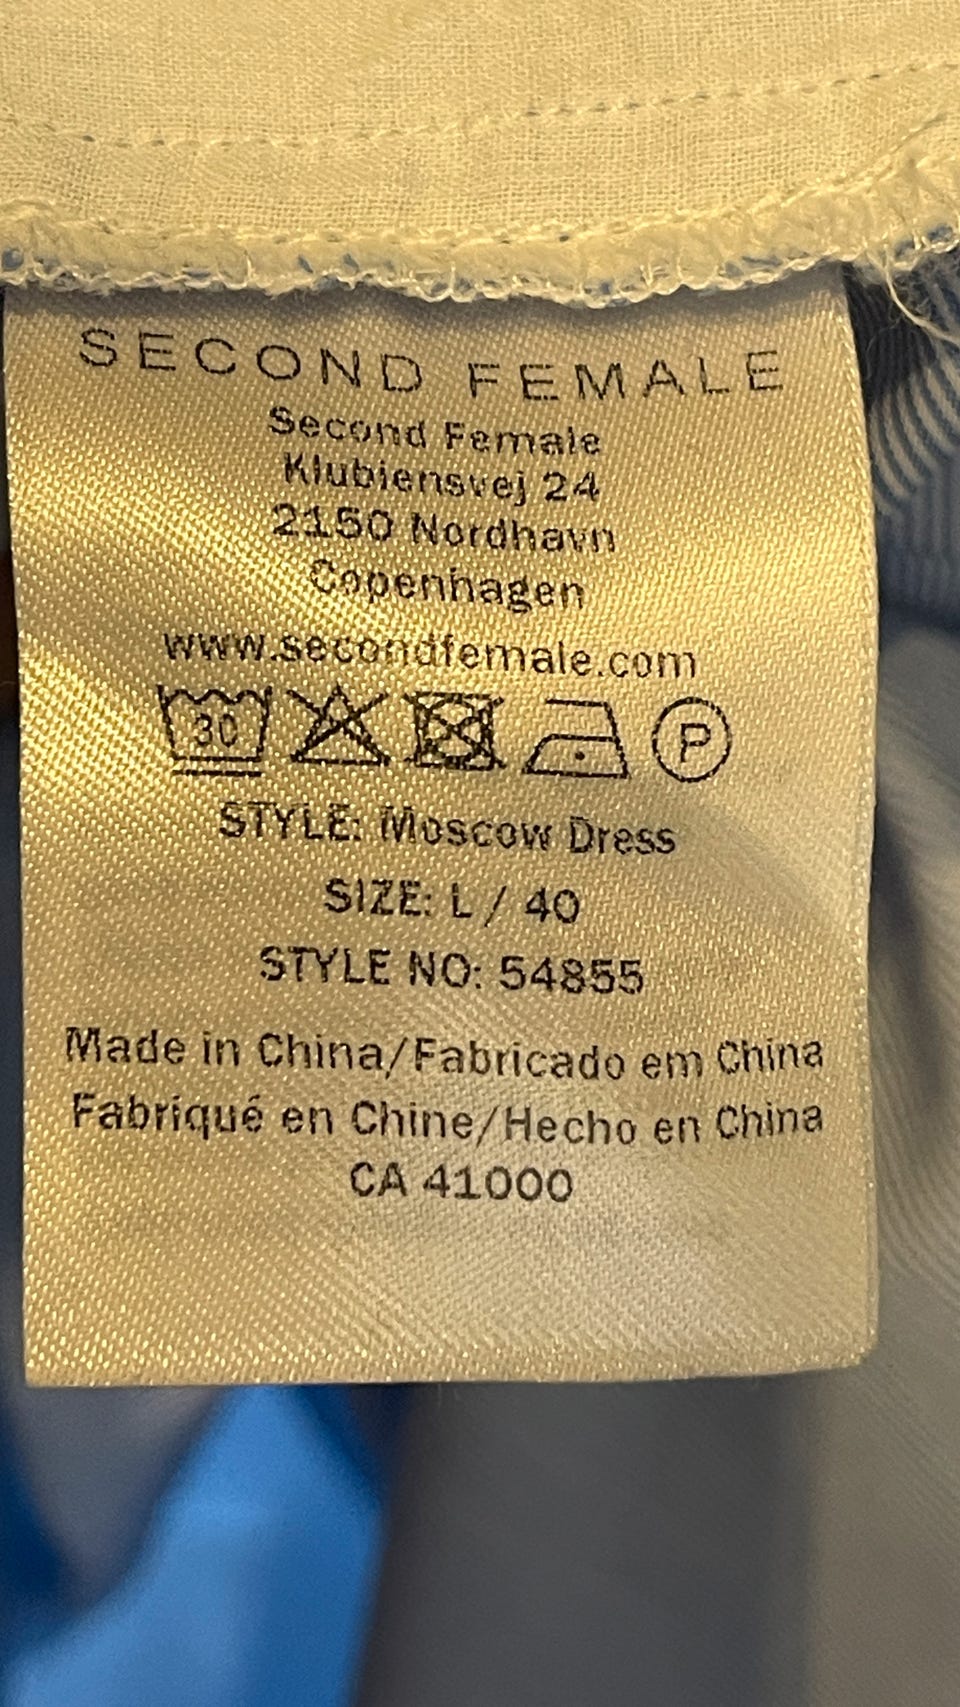 SECOND FEMALE
Second Female
Klubiensvej 24
2150 Nordhavn
Copenhagen
www.secondfemale.com
30 P
STYLE: Moscow Dress
SIZE: L / 40
STYLE NO: 54855
Made in China/Fabricado em China
Fabriqué en Chine/Hecho en China
CA 41000